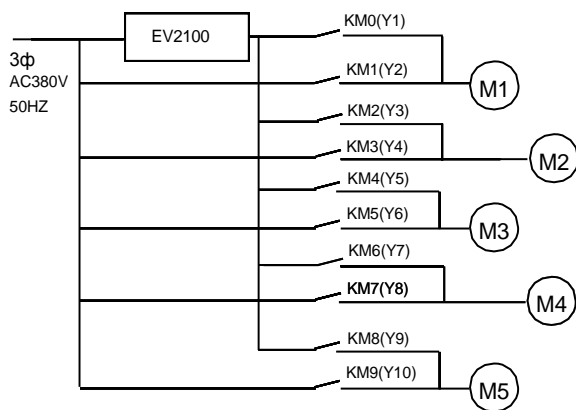 EV2100
KM0(Y1)
3ф
AC380V
50HZ
KM1(Y2)
M1
KM2(Y3)
KM3(Y4)
M2
KM4(Y5)
KM5(Y6)
M3
KM6(Y7)
KM7(Y8)
M4
KM8(Y9)
KM9(Y10)
M5